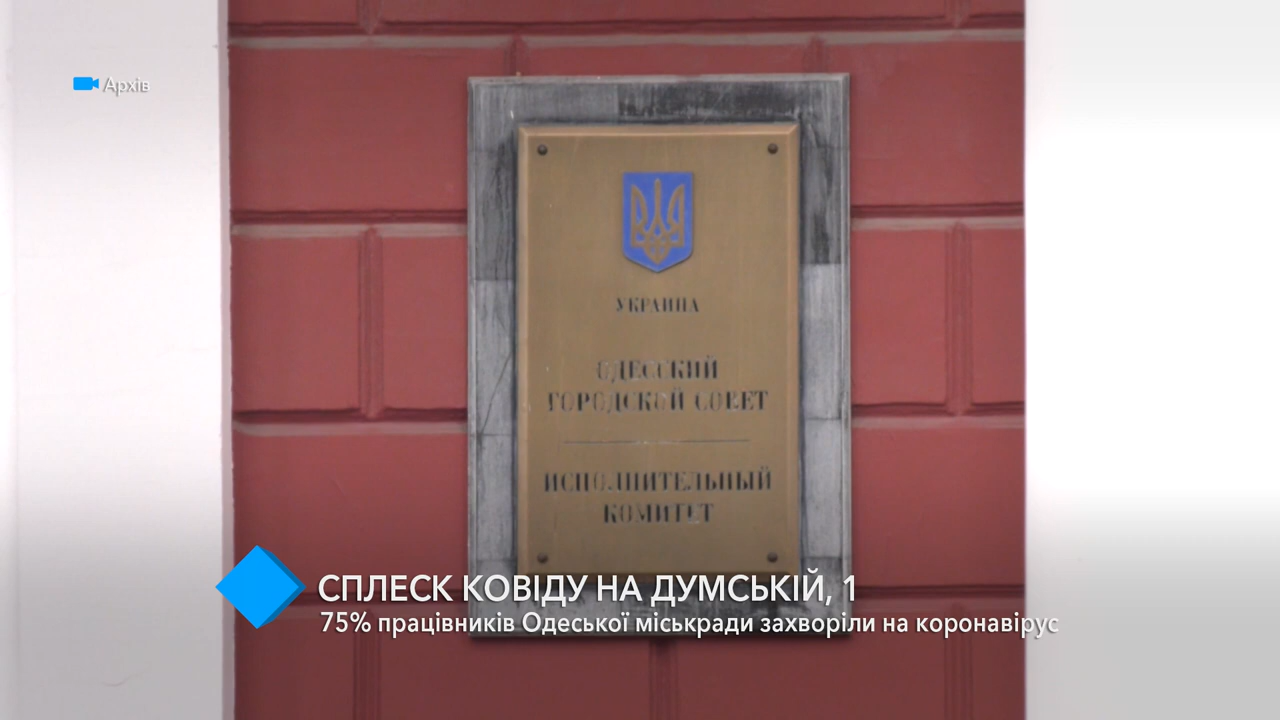 Архів
УКРАИНА
ОДЕССКИЙ
ГОРОДСКОЙ СОВЕТ
ИСПОЛНИТЕЛЬНЫЙ
КОМИТЕТ
СПЛЕСК КОВІДУ НА ДУМСЬКІЙ, 1
75% працівників Одеської міськради захворіли на коронавірус